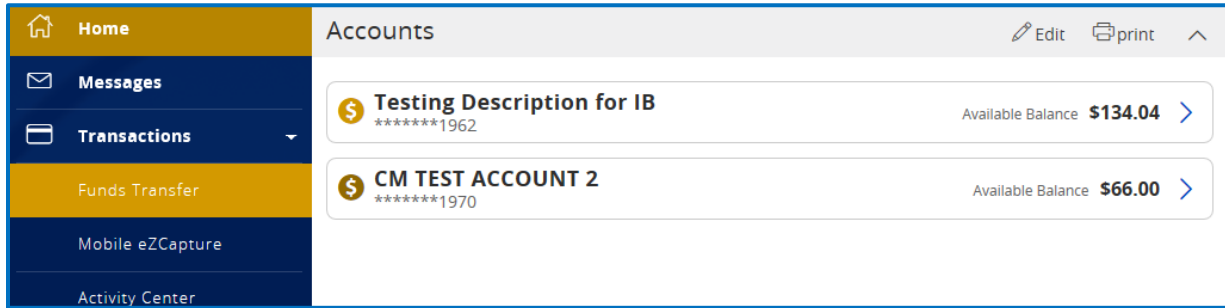 Home
Messages
Transactions
Funds Transfer
Mobile eZCapture
Activity Center
Accounts
Edit print
Testing Description for IB
*******1962
Available Balance $134.04
CM TEST ACCOUNT 2
*******1970
Available Balance $66.00